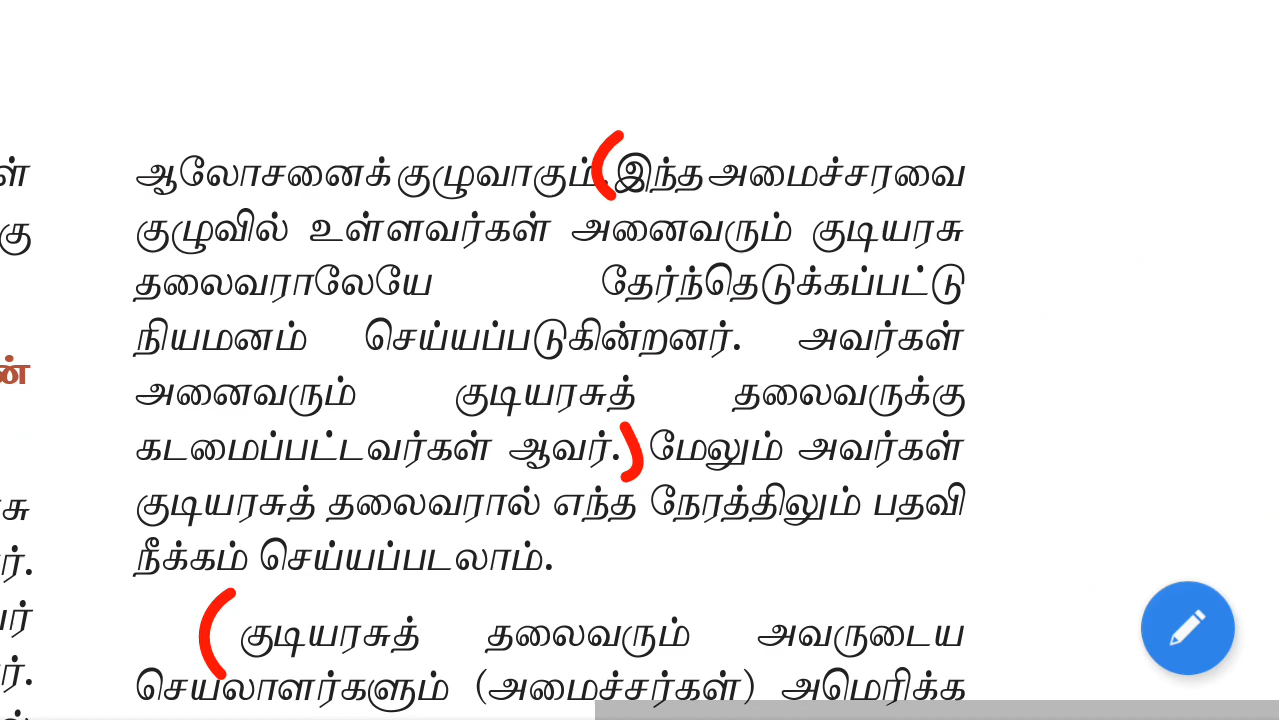 ஆலோசனைக் குழுவாகும். இந்த அமைச்சரவை
குழுவில் உள்ளவர்கள் அனைவரும் குடியரசு
தலைவராலேயே தேர்ந்தெடுக்கப்பட்டு
நியமனம் செய்யப்படுகின்றனர். அவர்கள்
அனைவரும் குடியரசுத் தலைவருக்கு
கடமைப்பட்டவர்கள் ஆவர். மேலும் அவர்கள்
குடியரசுத் தலைவரால் எந்த நேரத்திலும் பதவி
நீக்கம் செய்யப்படலாம்.
குடியரசுத் தலைவரும் அவருடைய
செயலாளர்களும் (அமைச்சர்கள்) அமெரிக்க